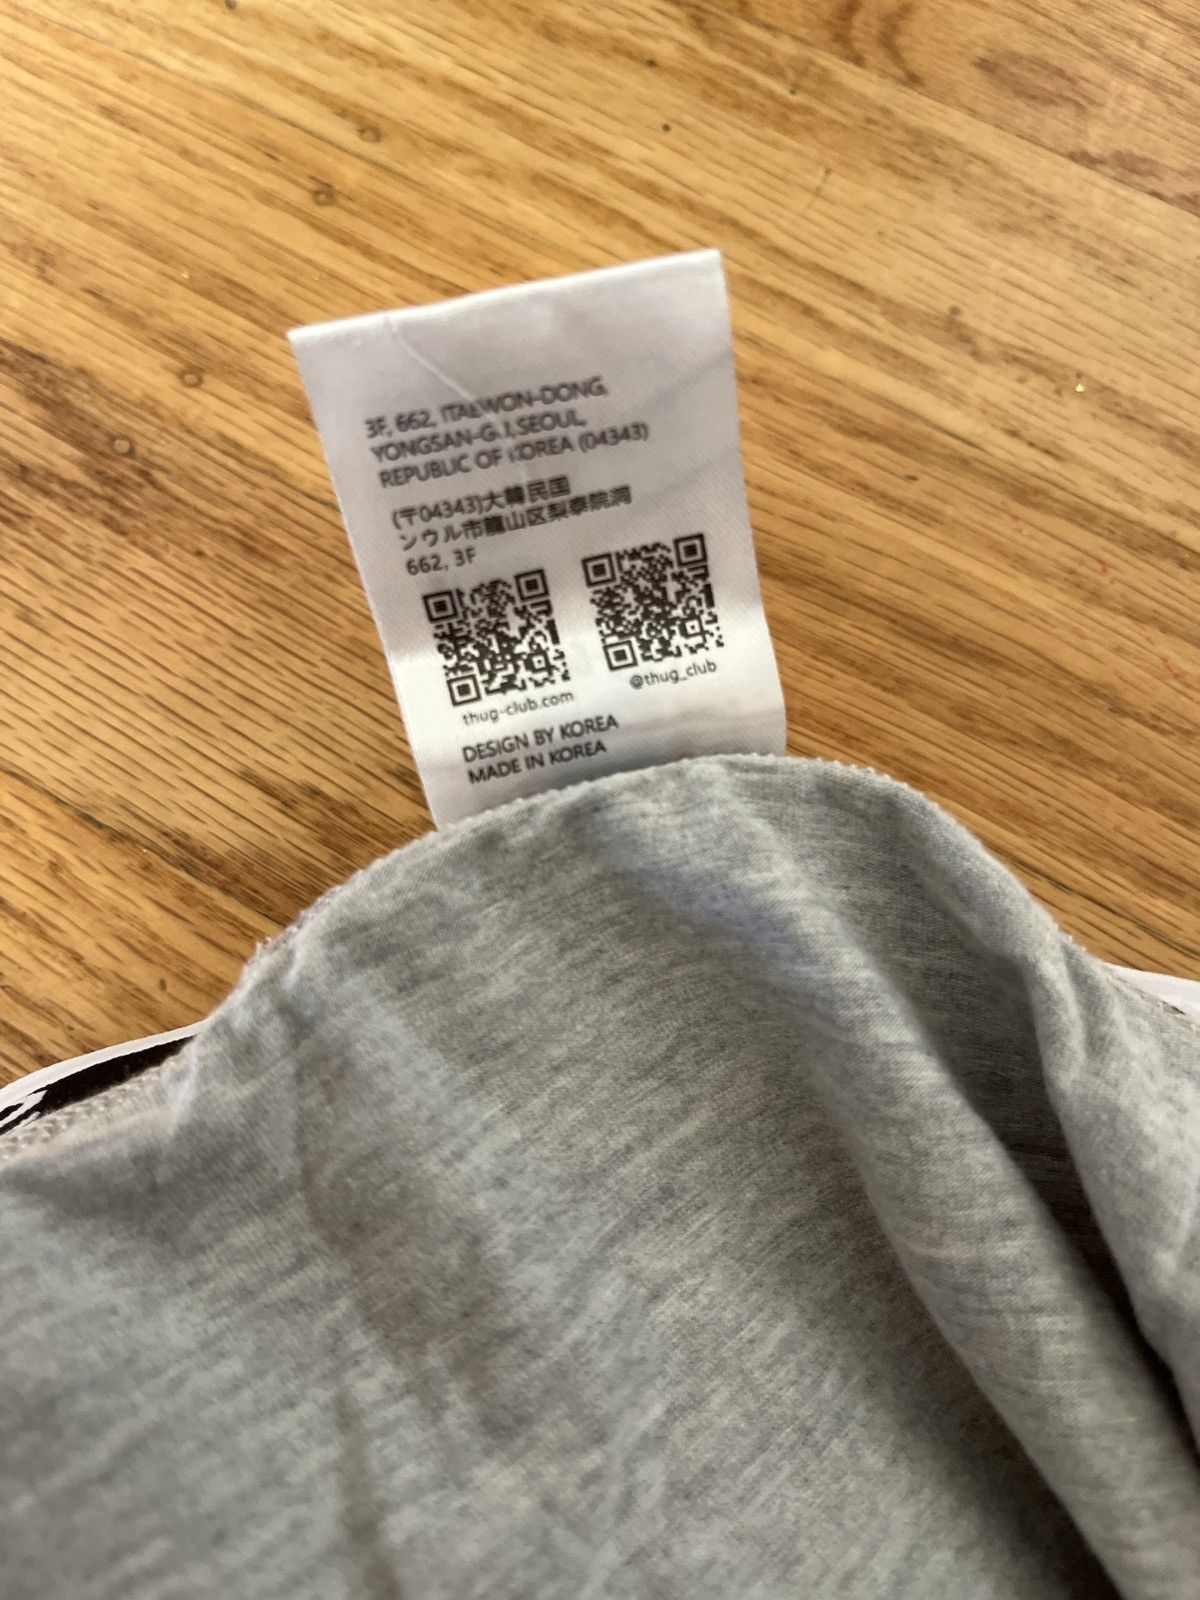 3F, 662, ITAEWON-DONG,
YONGSAN-GU, SEOUL,
REPUBLIC OF KOREA (04343)
(〒04343)大韓民国
ソウル市龍山区梨泰院洞
662, 3F
thug-club.com
@thug_club
DESIGN BY KOREA
MADE IN KOREA